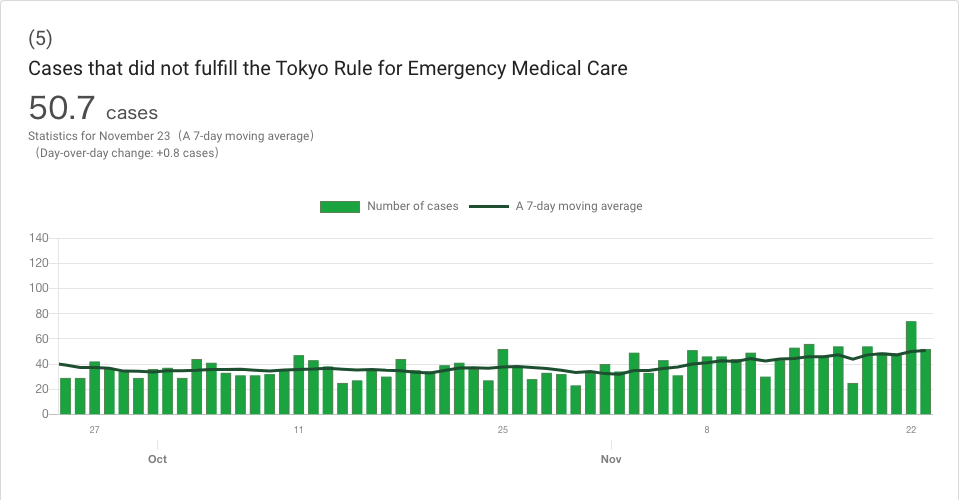 (5)
Cases that did not fulfill the Tokyo Rule for Emergency Medical Care
50.7 cases
Statistics for November 23（A 7-day moving average）
（Day-over-day change: +0.8 cases）
Number of cases A 7-day moving average
140
120
100
80
60
40
20
0
27 11 25 8 22
Oct Nov